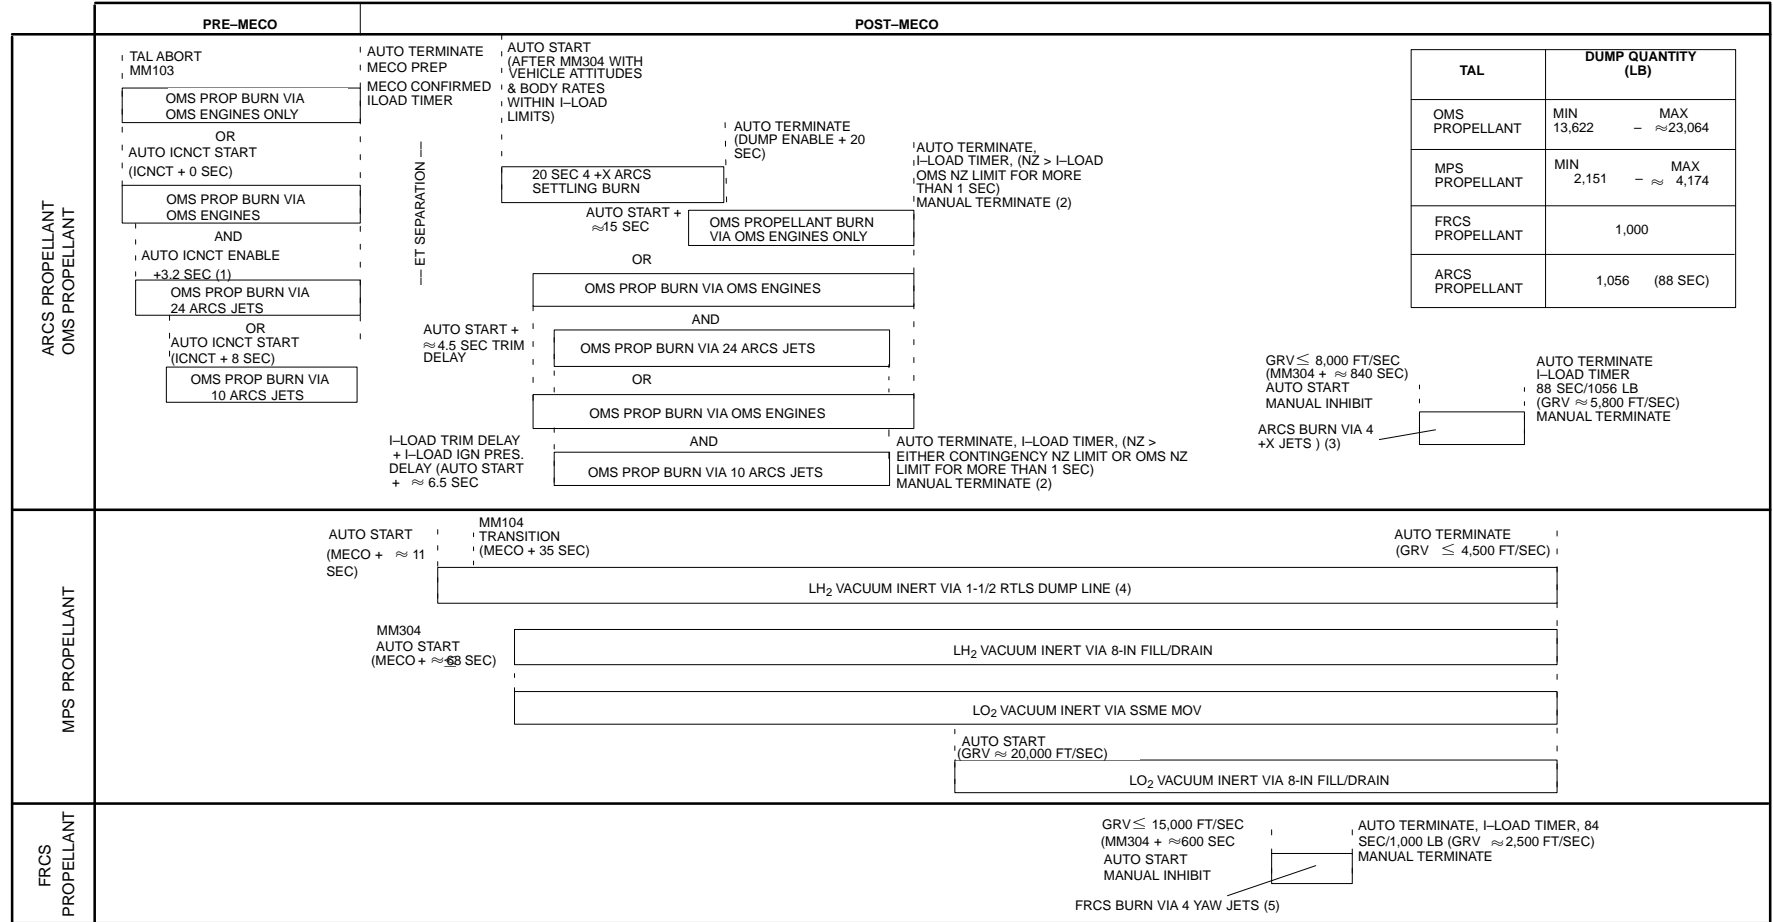 PRE–MECO
POST–MECO
ARCS PROPELLANT
OMS PROPELLANT
TAL ABORT
MM103
OMS PROP BURN VIA
OMS ENGINES ONLY
OR
AUTO ICNCT START
(ICNCT + 0 SEC)
OMS PROP BURN VIA
OMS ENGINES
AND
AUTO ICNCT ENABLE
+3.2 SEC (1)
OMS PROP BURN VIA
24 ARCS JETS
OR
AUTO ICNCT START
(ICNCT + 8 SEC)
OMS PROP BURN VIA
10 ARCS JETS
AUTO TERMINATE
MECO PREP
MECO CONFIRMED
ILOAD TIMER
— ET SEPARATION —
AUTO START
(AFTER MM304 WITH
VEHICLE ATTITUDES
& BODY RATES
WITHIN I–LOAD
LIMITS)
AUTO TERMINATE
(DUMP ENABLE + 20
SEC)
20 SEC 4 +X ARCS
SETTLING BURN
AUTO START +
≈15 SEC
OMS PROPELLANT BURN
VIA OMS ENGINES ONLY
AUTO TERMINATE,
I–LOAD TIMER, (NZ > I–LOAD
OMS NZ LIMIT FOR MORE
THAN 1 SEC)
MANUAL TERMINATE (2)
OR
OMS PROP BURN VIA OMS ENGINES
AND
AUTO START +
≈4.5 SEC TRIM
DELAY
OMS PROP BURN VIA 24 ARCS JETS
OR
OMS PROP BURN VIA OMS ENGINES
AND
I–LOAD TRIM DELAY
+ I–LOAD IGN PRES.
DELAY (AUTO START
+ ≈ 6.5 SEC
OMS PROP BURN VIA 10 ARCS JETS
AUTO TERMINATE, I–LOAD TIMER, (NZ >
EITHER CONTINGENCY NZ LIMIT OR OMS NZ
LIMIT FOR MORE THAN 1 SEC)
MANUAL TERMINATE (2)
TAL
DUMP QUANTITY
(LB)
OMS
PROPELLANT
MIN MAX
13,622 – ≈23,064
MPS
PROPELLANT
MIN MAX
2,151 – ≈ 4,174
FRCS
PROPELLANT
1,000
ARCS
PROPELLANT
1,056 (88 SEC)
GRV ≤ 8,000 FT/SEC
(MM304 + ≈ 840 SEC)
AUTO START
MANUAL INHIBIT
ARCS BURN VIA 4
+X JETS ) (3)
AUTO TERMINATE
I–LOAD TIMER
88 SEC/1056 LB
(GRV ≈ 5,800 FT/SEC)
MANUAL TERMINATE
MPS PROPELLANT
AUTO START
(MECO + ≈ 11
SEC)
MM104
TRANSITION
(MECO + 35 SEC)
AUTO TERMINATE
(GRV ≤ 4,500 FT/SEC)
LH2 VACUUM INERT VIA 1-1/2 RTLS DUMP LINE (4)
MM304
AUTO START
(MECO + ≈ SEC)
LH2 VACUUM INERT VIA 8-IN FILL/DRAIN
LO2 VACUUM INERT VIA SSME MOV
AUTO START
(GRV ≈ 20,000 FT/SEC)
LO2 VACUUM INERT VIA 8-IN FILL/DRAIN
FRCS
PROPELLANT
GRV ≤ 15,000 FT/SEC
(MM304 + ≈600 SEC
AUTO START
MANUAL INHIBIT
AUTO TERMINATE, I–LOAD TIMER, 84
SEC/1,000 LB (GRV ≈ 2,500 FT/SEC)
MANUAL TERMINATE
FRCS BURN VIA 4 YAW JETS (5)